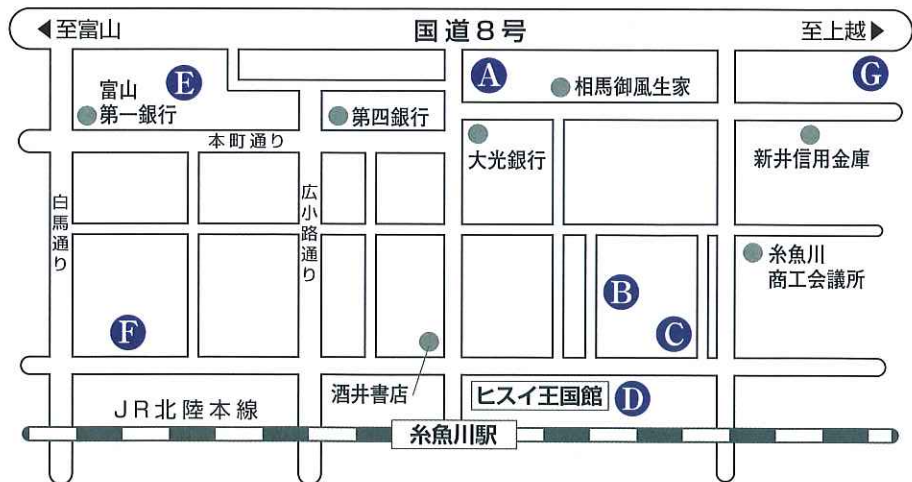 ◀至富山
国道8号
至上越▶
A
G
E
富山
第一銀行
第四銀行
相馬御風生家
本町通り
大光銀行
新井信用金庫
白馬通り
広小路通り
糸魚川
商工会議所
B
C
F
酒井書店
ヒスイ王国館
D
JR北陸本線
糸魚川駅